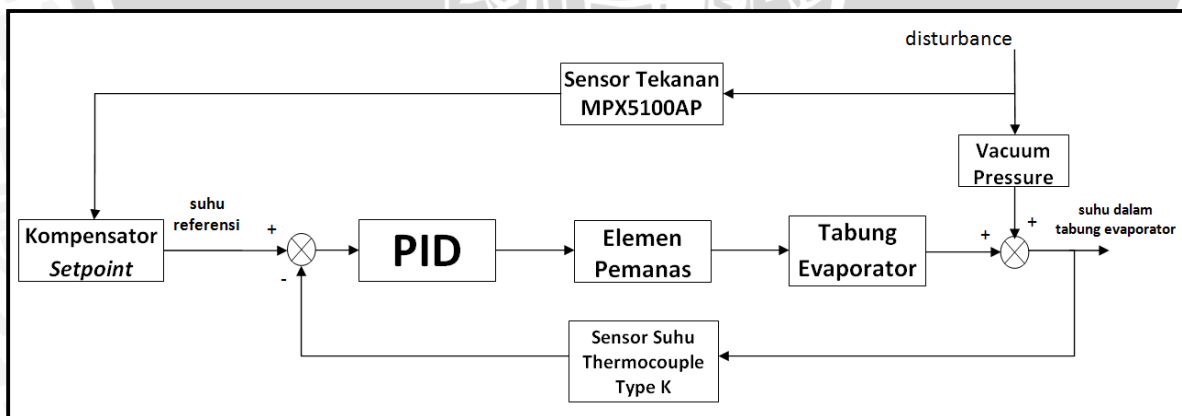 disturbance
Sensor Tekanan
MPX5100AP
Vacuum
Pressure
suhu
referensi
+
+
+
suhu dalam
tabung evaporator
Kompensator
Setpoint
PID
Elemen
Pemanas
Tabung
Evaporator
-
Sensor Suhu
Thermocouple
Type K